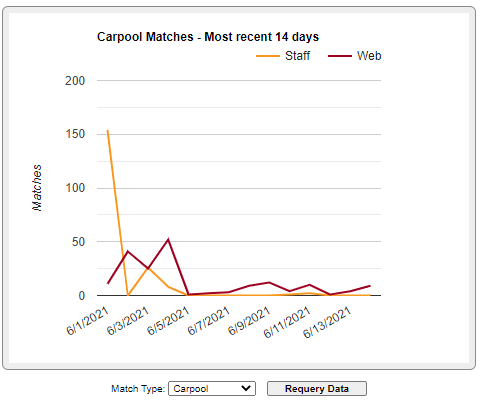 Carpool Matches - Most recent 14 days
Staff Web
200
150
100
50
0
Matches
6/1/2021 6/3/2021 6/5/2021 6/7/2021 6/9/2021 6/11/2021 6/13/2021
Match Type: Carpool Requery Data